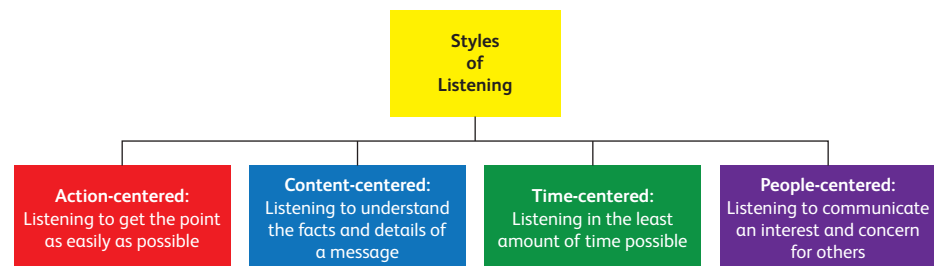 Styles
of
Listening
Action-centered:
Listening to get the point
as easily as possible
Content-centered:
Listening to understand
the facts and details of
a message
Time-centered:
Listening in the least
amount of time possible
People-centered:
Listening to communicate
an interest and concern
for others